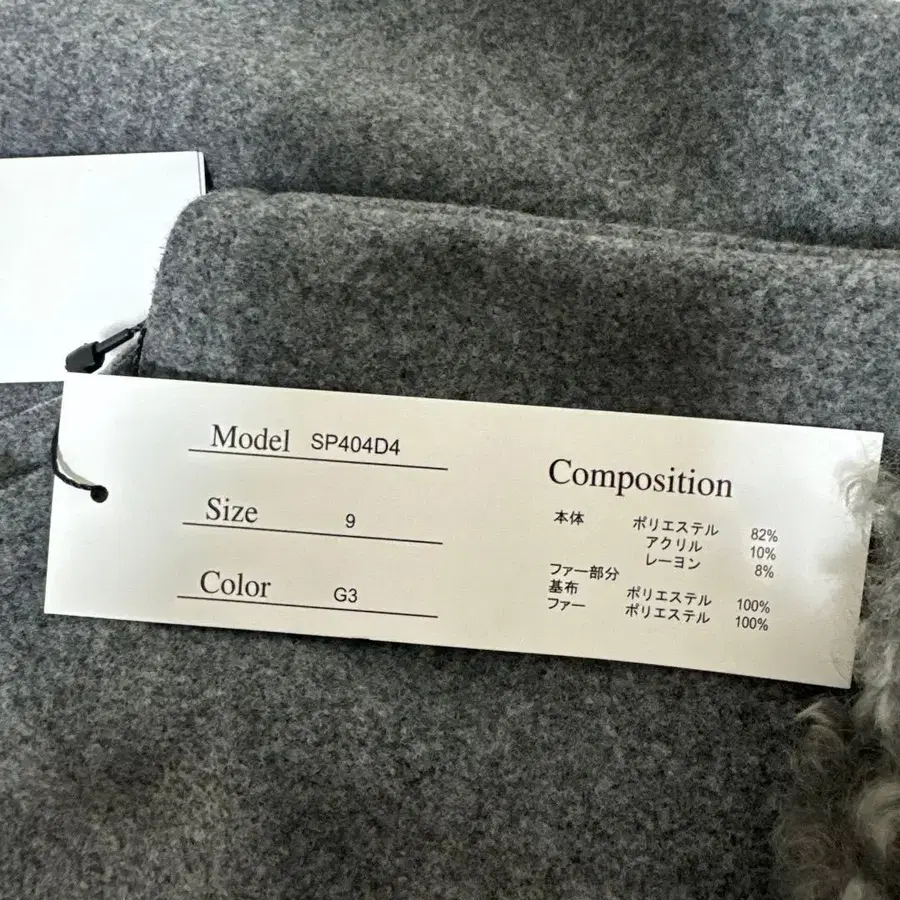 Model SP404D4
Size 9
Color G3
Composition
本体 ポリエステル 82%
アクリル 10%
レーヨン 8%
ファー部分
基布 ポリエステル 100%
ファー ポリエステル 100%